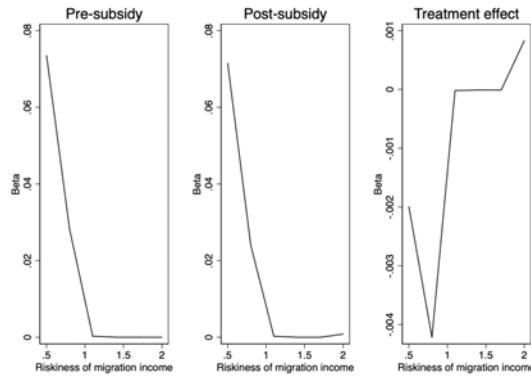 Pre-subsidy
Beta
0 .02 .04 .06 .08
.5 1 1.5 2
Riskiness of migration income
Post-subsidy
Beta
0 .02 .04 .06 .08
.5 1 1.5 2
Riskiness of migration income
Treatment effect
Beta
-.004 -.003 -.002 -.001 0 .001
.5 1 1.5 2
Riskiness of migration income